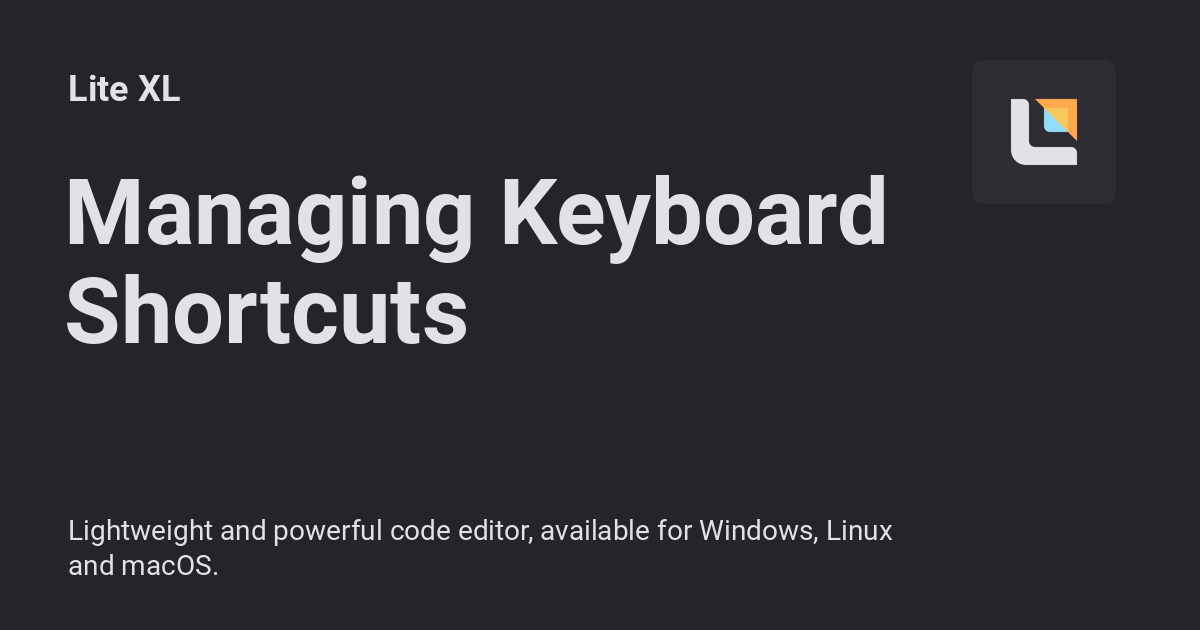 Lite XL
Managing Keyboard
Shortcuts
Lightweight and powerful code editor, available for Windows, Linux
and macOS.